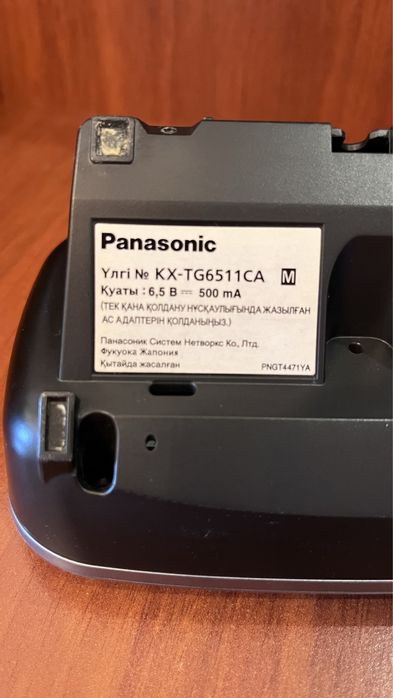 Panasonic
Үлгі № KX-TG6511CA M
Қуаты : 6,5 В ⎓ 500 mA
(ТЕК ҚАНА ҚОЛДАНУ НҰСҚАУЛЫҒЫНДА ЖАЗЫЛҒАН
АС АДАПТЕРІН ҚОЛДАНЫҢЫЗ.)
Панасоник Систем Нетворкс Ко, Лтд.
Фукуока Жапония
Қытайда жасалған PNGT4471YA